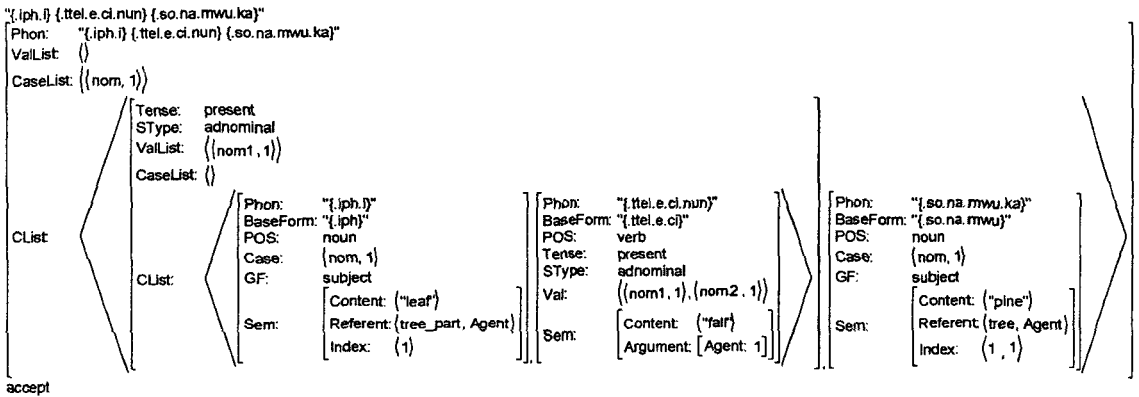 "{.iph.i} {.ttel.e.ci.nun} {.so.na.mwu.ka}"
Phon: "{.iph.i} {.ttel.e.ci.nun} {.so.na.mwu.ka}"
ValList: ⟨⟩
CaseList: ⟨⟨nom, 1⟩⟩
CList:
Tense: present
SType: adnominal
ValList: ⟨⟨nom1 , 1⟩⟩
CaseList: ⟨⟩
CList:
Phon: "{.iph.i}"
BaseForm: "{.iph}"
POS: noun
Case: ⟨nom, 1⟩
GF: subject
Sem:
Content: ⟨"leaf"⟩
Referent: ⟨tree_part, Agent⟩
Index: ⟨1⟩
,
Phon: "{.ttel.e.ci.nun}"
BaseForm: "{.ttel.e.ci}"
POS: verb
Tense: present
SType: adnominal
Val: ⟨⟨nom1, 1⟩, ⟨nom2 , 1⟩⟩
Sem:
Content: ⟨"fall"⟩
Argument: [Agent: 1]
,
Phon: "{.so.na.mwu.ka}"
BaseForm: "{.so.na.mwu}"
POS: noun
Case: ⟨nom, 1⟩
GF: subject
Sem:
Content: ⟨"pine"⟩
Referent: ⟨tree, Agent⟩
Index: ⟨1 , 1⟩
accept